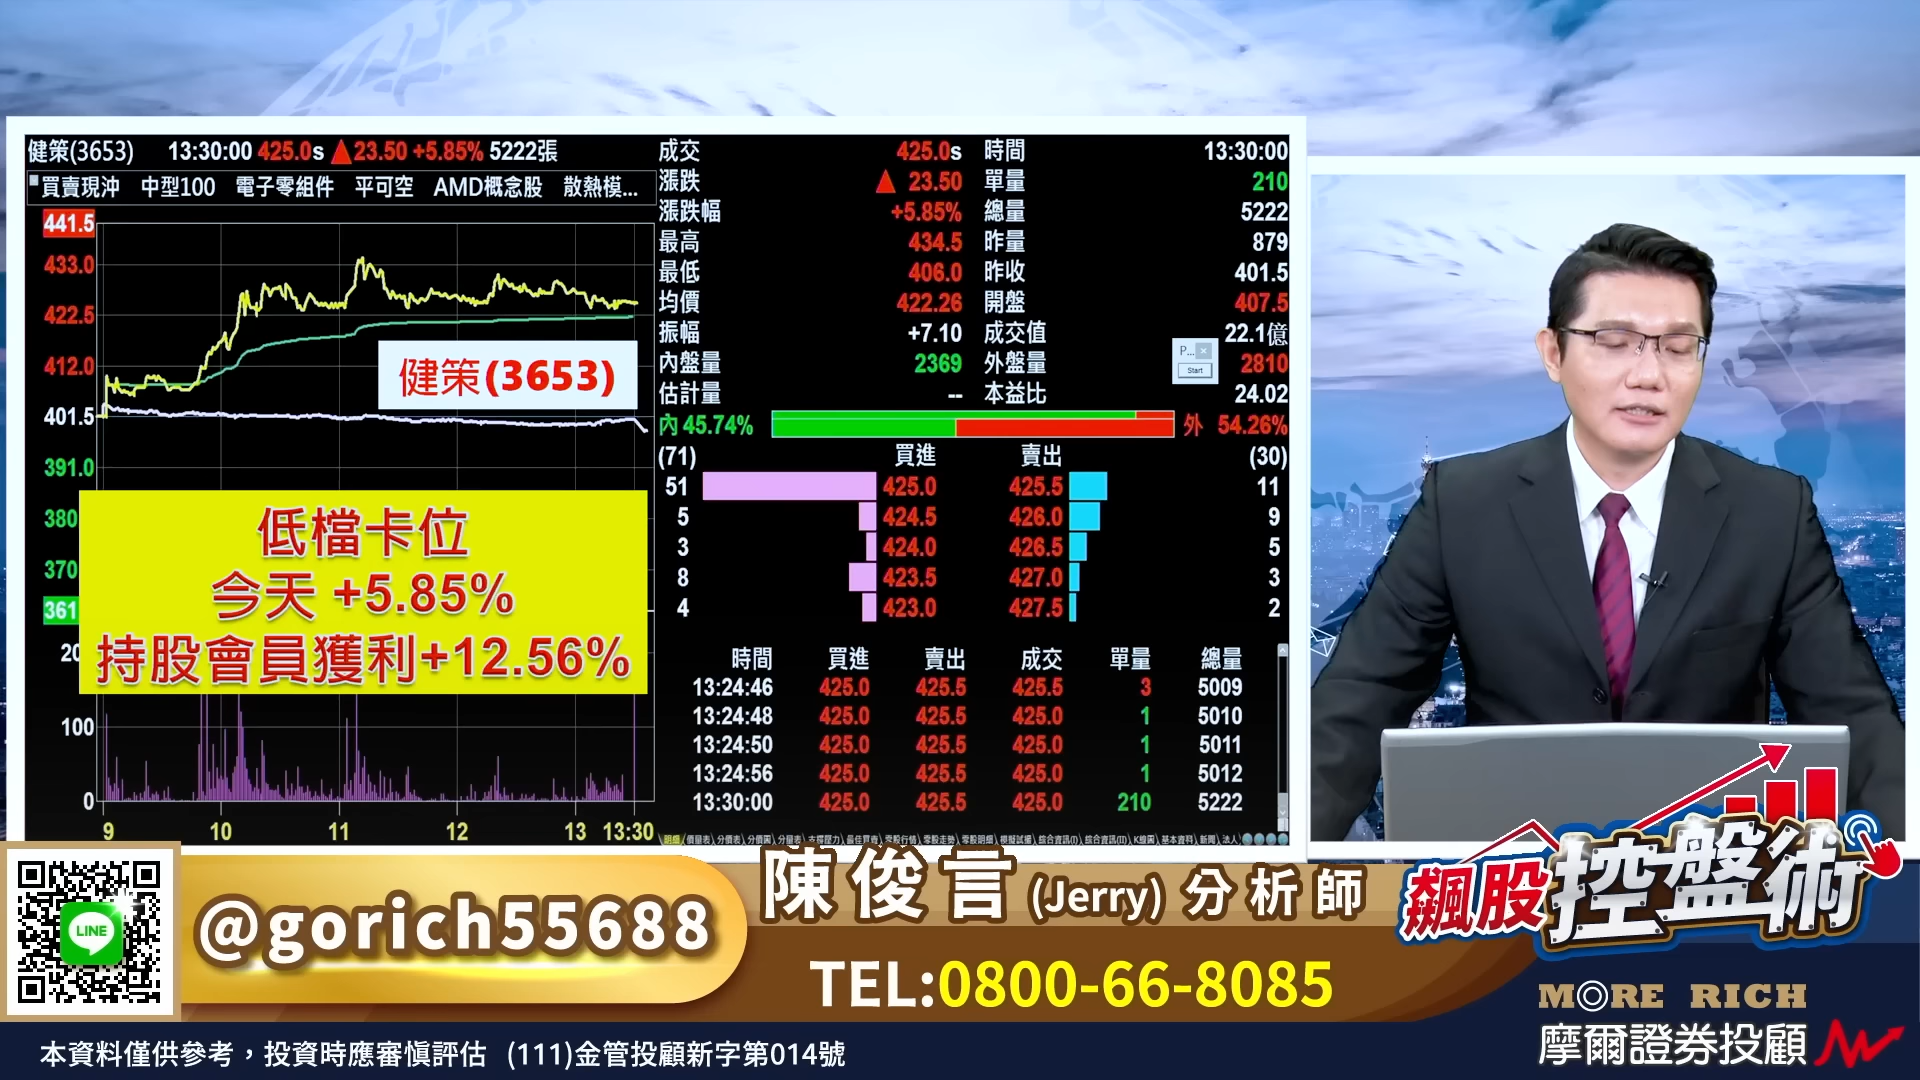 健策(3653) 13:30:00 425.0s ▲23.50 +5.85% 5222張
買賣現沖 中型100 電子零組件 平可空 AMD概念股 散熱模...
441.5
433.0
422.5
412.0
401.5
391.0
380
370
361
20
100
0
9 10 11 12 13 13:30
健策(3653)
低檔卡位
今天 +5.85%
持股會員獲利+12.56%
成交 425.0s 時間 13:30:00
漲跌 ▲ 23.50 單量 210
漲跌幅 +5.85% 總量 5222
最高 434.5 昨量 879
最低 406.0 昨收 401.5
均價 422.26 開盤 407.5
振幅 +7.10 成交值 22.1億
內盤量 2369 外盤量 2810
估計量 -- 本益比 24.02
P... ×
Start
內 45.74% 外 54.26%
(71) 買進 賣出 (30)
51 425.0 425.5 11
5 424.5 426.0 9
3 424.0 426.5 5
8 423.5 427.0 3
4 423.0 427.5 2
時間 買進 賣出 成交 單量 總量
13:24:46 425.0 425.5 425.5 3 5009
13:24:48 425.0 425.5 425.0 1 5010
13:24:50 425.0 425.5 425.0 1 5011
13:24:56 425.0 425.5 425.0 1 5012
13:30:00 425.0 425.5 425.0 210 5222
LINE
@gorich55688
陳俊言(Jerry) 分析師
TEL:0800-66-8085
飆股控盤術
MORE RICH
摩爾證券投顧
本資料僅供參考，投資時應審慎評估 (111)金管投顧新字第014號